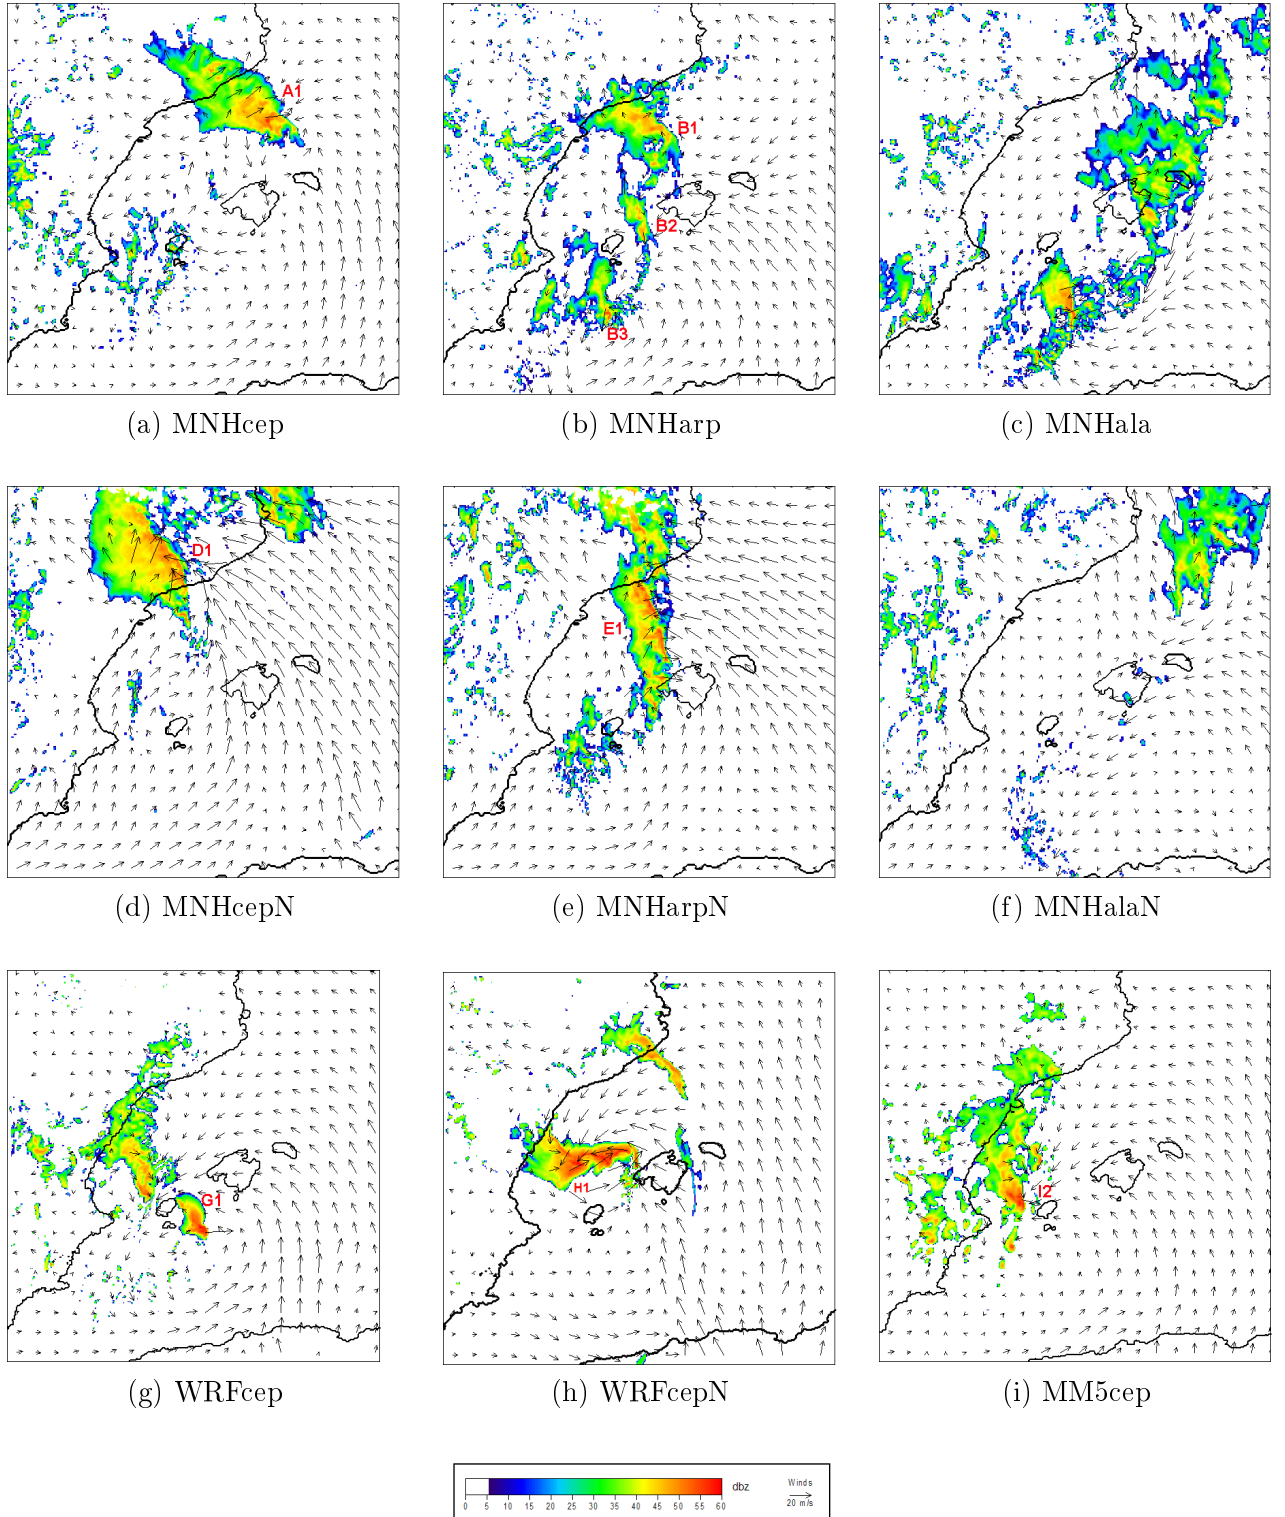 A1
B1
B2
B3
(a) MNHcep
(b) MNHarp
(c) MNHala
D1
E1
(d) MNHcepN
(e) MNHarpN
(f) MNHalaN
G1
H1
I2
(g) WRFcep
(h) WRFcepN
(i) MM5cep
0 5 10 15 20 25 30 35 40 45 50 55 60
dbz
Winds
20 m/s